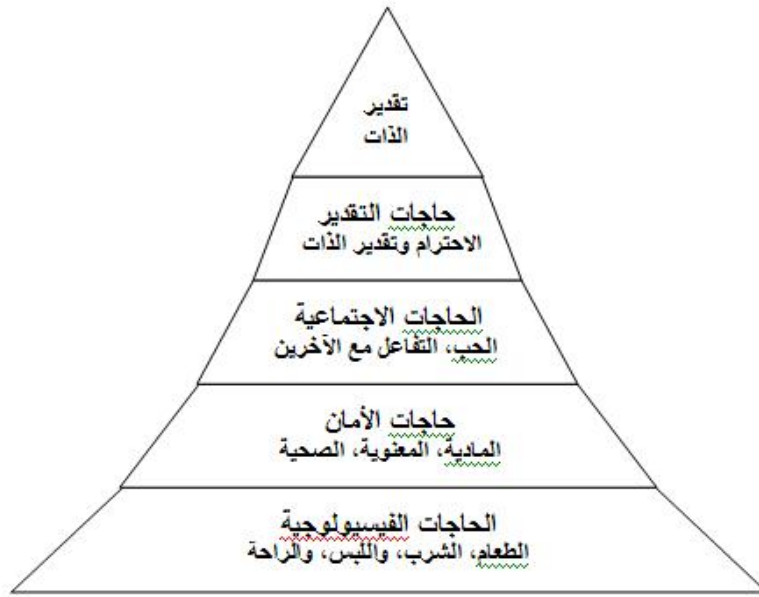 تقدير
الذات
حاجات التقدير
الاحترام وتقدير الذات
الحاجات الاجتماعية
الحب، التفاعل مع الآخرين
حاجات الأمان
المادية، المعنوية، الصحية
الحاجات الفيسيولوجية
الطعام، الشرب، واللبس، والراحة